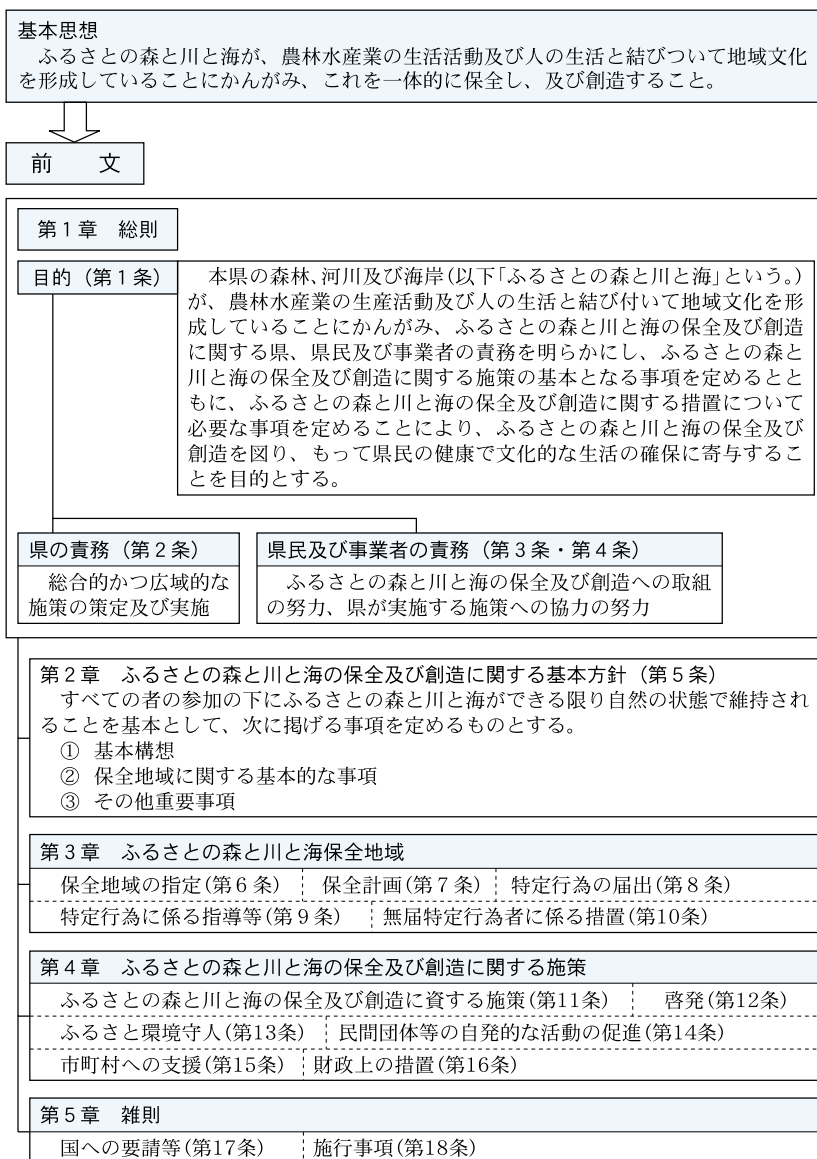 基本思想
　ふるさとの森と川と海が、農林水産業の生活活動及び人の生活と結びついて地域文化
を形成していることにかんがみ、これを一体的に保全し、及び創造すること。
前　　文
第１章　総則
目的（第１条）
　本県の森林、河川及び海岸（以下「ふるさとの森と川と海」という。）
が、農林水産業の生産活動及び人の生活と結び付いて地域文化を形
成していることにかんがみ、ふるさとの森と川と海の保全及び創造
に関する県、県民及び事業者の責務を明らかにし、ふるさとの森と
川と海の保全及び創造に関する施策の基本となる事項を定めるとと
もに、ふるさとの森と川と海の保全及び創造に関する措置について
必要な事項を定めることにより、ふるさとの森と川と海の保全及び
創造を図り、もって県民の健康で文化的な生活の確保に寄与するこ
とを目的とする。
県の責務（第２条）
　総合的かつ広域的な
施策の策定及び実施
県民及び事業者の責務（第３条・第４条）
　ふるさとの森と川と海の保全及び創造への取組
の努力、県が実施する施策への協力の努力
第２章　ふるさとの森と川と海の保全及び創造に関する基本方針（第５条）
　すべての者の参加の下にふるさとの森と川と海ができる限り自然の状態で維持され
ることを基本として、次に掲げる事項を定めるものとする。
①　基本構想
②　保全地域に関する基本的な事項
③　その他重要事項
第３章　ふるさとの森と川と海保全地域
保全地域の指定（第６条）　保全計画（第７条）　特定行為の届出（第８条）
特定行為に係る指導等（第９条）　無届特定行為者に係る措置（第10条）
第４章　ふるさとの森と川と海の保全及び創造に関する施策
ふるさとの森と川と海の保全及び創造に資する施策（第11条）　啓発（第12条）
ふるさと環境守人（第13条）　民間団体等の自発的な活動の促進（第14条）
市町村への支援（第15条）　財政上の措置（第16条）
第５章　雑則
国への要請等（第17条）　施行事項（第18条）